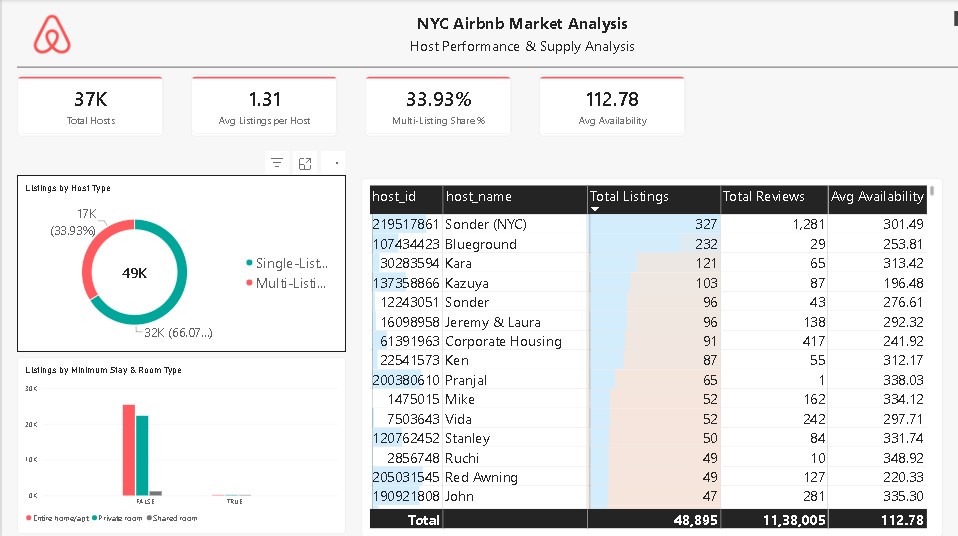 NYC Airbnb Market Analysis
Host Performance & Supply Analysis
37K
Total Hosts
1.31
Avg Listings per Host
33.93%
Multi-Listing Share %
112.78
Avg Availability
Listings by Host Type
17K
(33.93%)
49K
32K (66.07...)
Single-List...
Multi-Listi...
Listings by Minimum Stay & Room Type
30K
20K
10K
0K
FALSE TRUE
Entire home/apt Private room Shared room
host_id host_name Total Listings Total Reviews Avg Availability
219517861 Sonder (NYC) 327 1,281 301.49
107434423 Blueground 232 29 253.81
30283594 Kara 121 65 313.42
137358866 Kazuya 103 87 196.48
12243051 Sonder 96 43 276.61
16098958 Jeremy & Laura 96 138 292.32
61391963 Corporate Housing 91 417 241.92
22541573 Ken 87 55 312.17
200380610 Pranjal 65 1 338.03
1475015 Mike 52 162 334.12
7503643 Vida 52 242 297.71
120762452 Stanley 50 84 331.74
2856748 Ruchi 49 10 348.92
205031545 Red Awning 49 127 220.33
190921808 John 47 281 335.30
Total 48,895 11,38,005 112.78